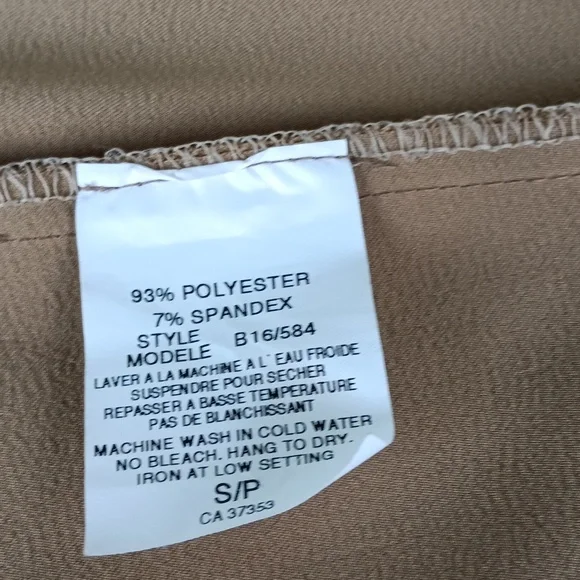 93% POLYESTER
7% SPANDEX
STYLE
MODELE B16/584
LAVER A LA MACHINE A L' EAU FROIDE
SUSPENDRE POUR SECHER
REPASSER A BASSE TEMPERATURE
PAS DE BLANCHISSANT
MACHINE WASH IN COLD WATER
NO BLEACH. HANG TO DRY.
IRON AT LOW SETTING
S/P
CA 37353